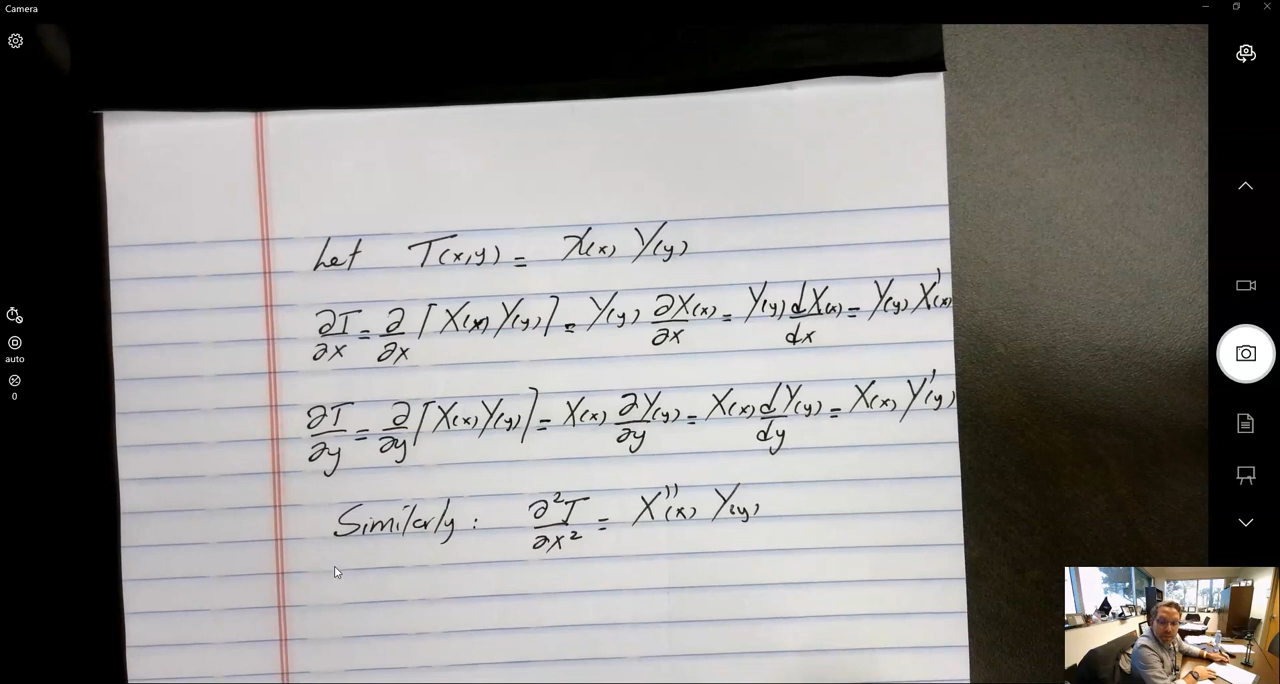 Camera
Let T(x,y) = X(x) Y(y)
∂T/∂x = ∂/∂x [X(x) Y(y)] = Y(y) ∂X(x)/∂x = Y(y) dX(x)/dx = Y(y) X'(x)
∂T/∂y = ∂/∂y [X(x) Y(y)] = X(x) ∂Y(y)/∂y = X(x) dY(y)/dy = X(x) Y'(y)
Similarly: ∂²T/∂x² = X''(x) Y(y)
auto
0